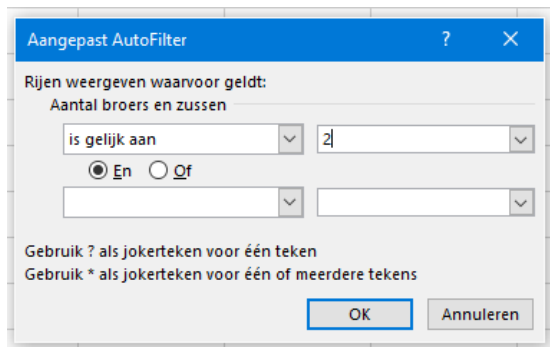 Aangepast AutoFilter ? ×
Rijen weergeven waarvoor geldt:
Aantal broers en zussen
is gelijk aan 2
En Of
Gebruik ? als jokerteken voor één teken
Gebruik * als jokerteken voor één of meerdere tekens
OK Annuleren